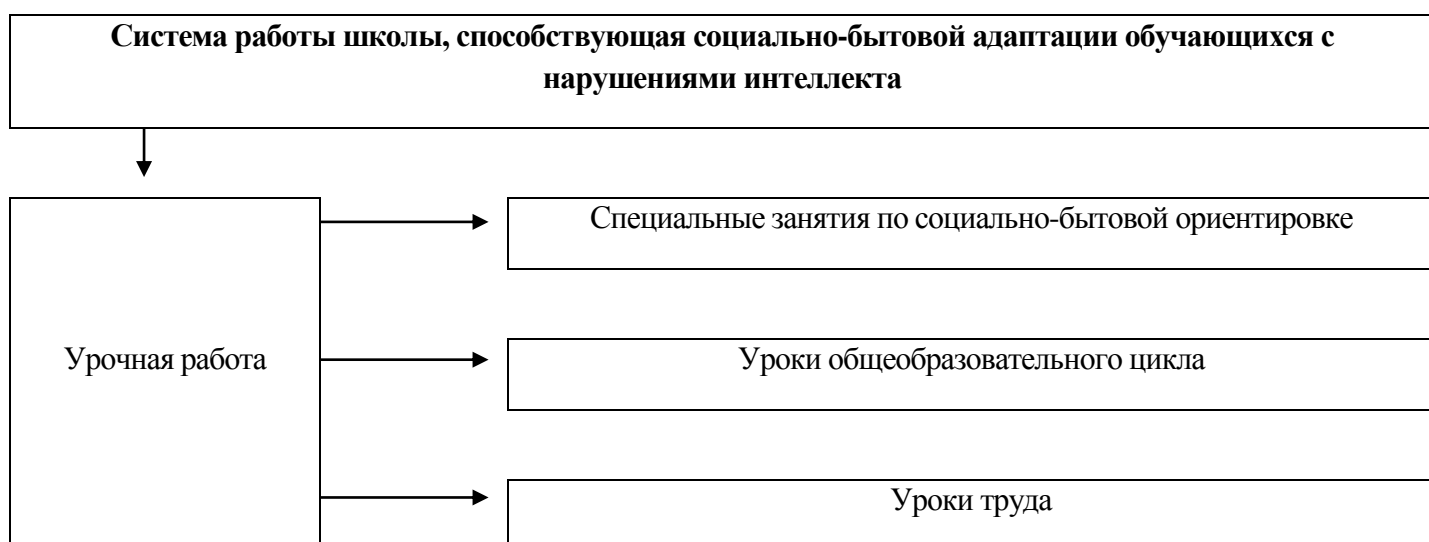 Система работы школы, способствующая социально-бытовой адаптации обучающихся с
нарушениями интеллекта
Специальные занятия по социально-бытовой ориентировке
Урочная работа
Уроки общеобразовательного цикла
Уроки труда